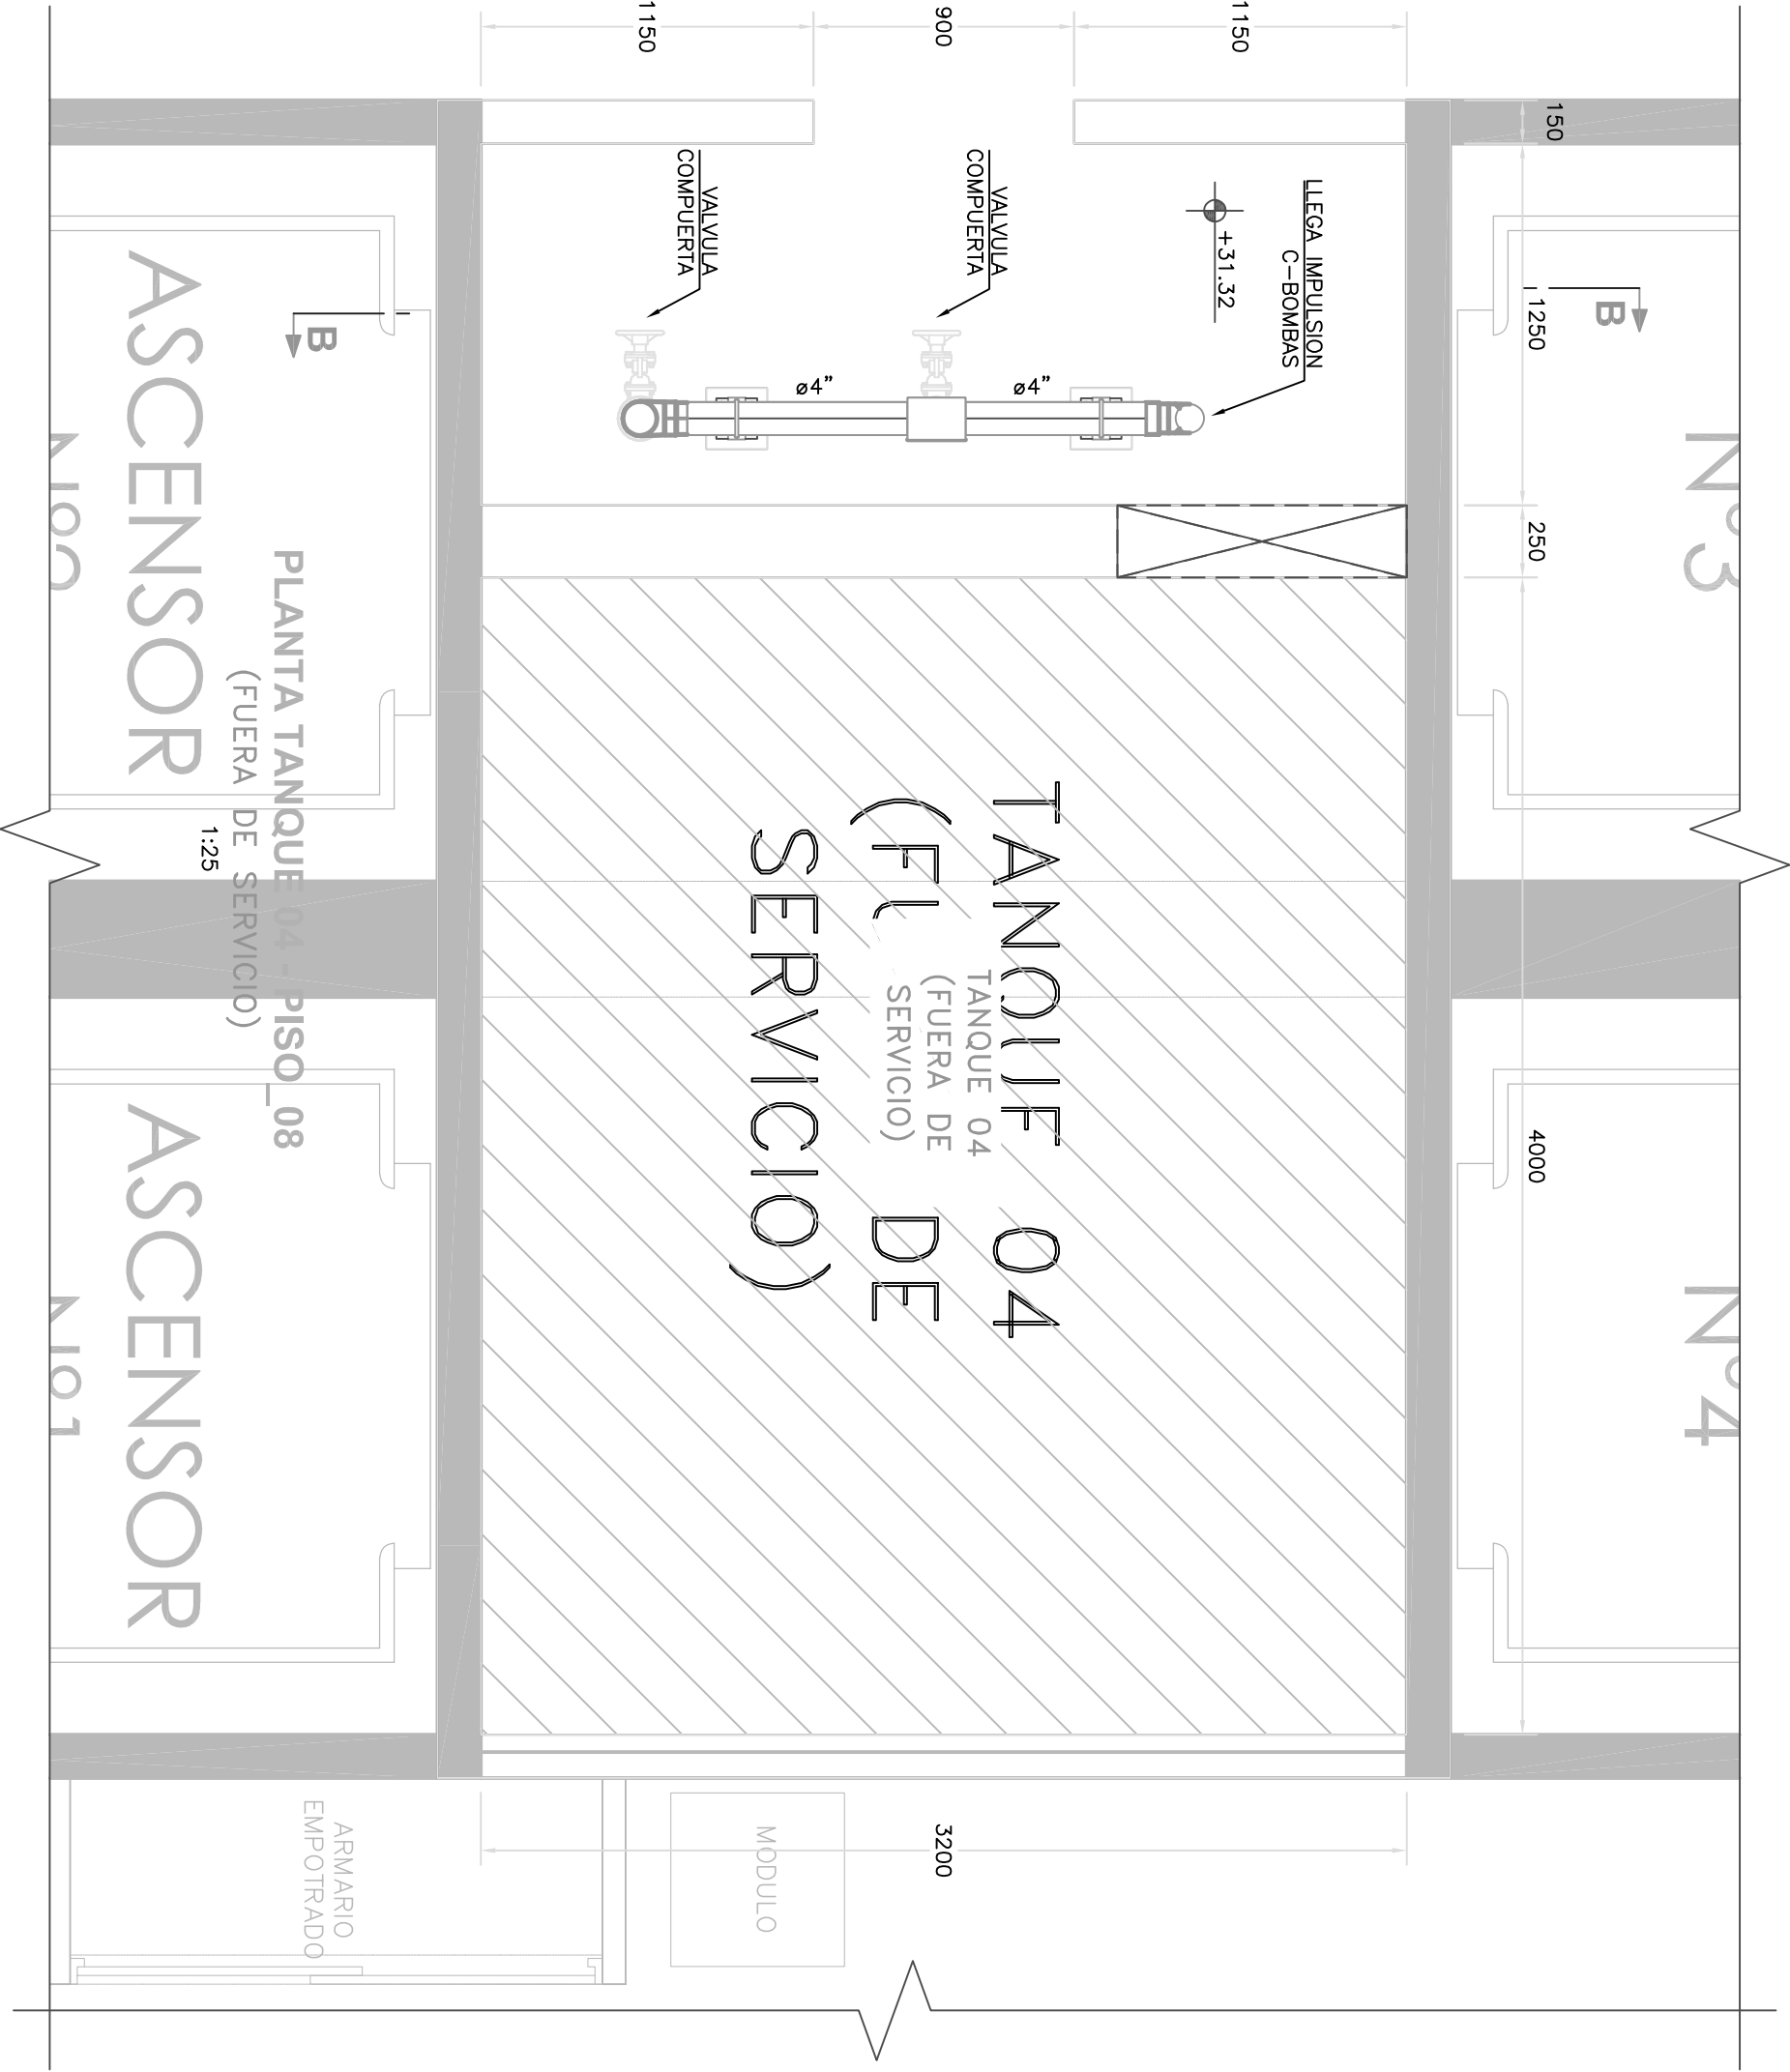 150
1250
250
4000
N°3
N°4
B
LLEGA IMPULSION
C-BOMBAS
+31.32
1150
900
1150
VALVULA
COMPUERTA
VALVULA
COMPUERTA
ø4"
ø4"
TANQUE 04
DE
SERVICIO)
TANQUE 04
(FUERA DE
SERVICIO)
3200
MODULO
ARMARIO
EMPOTRADO
B
PLANTA TANQUE 04 - PISO_08
(FUERA DE SERVICIO)
1:25
ASCENSOR
ASCENSOR
N°1